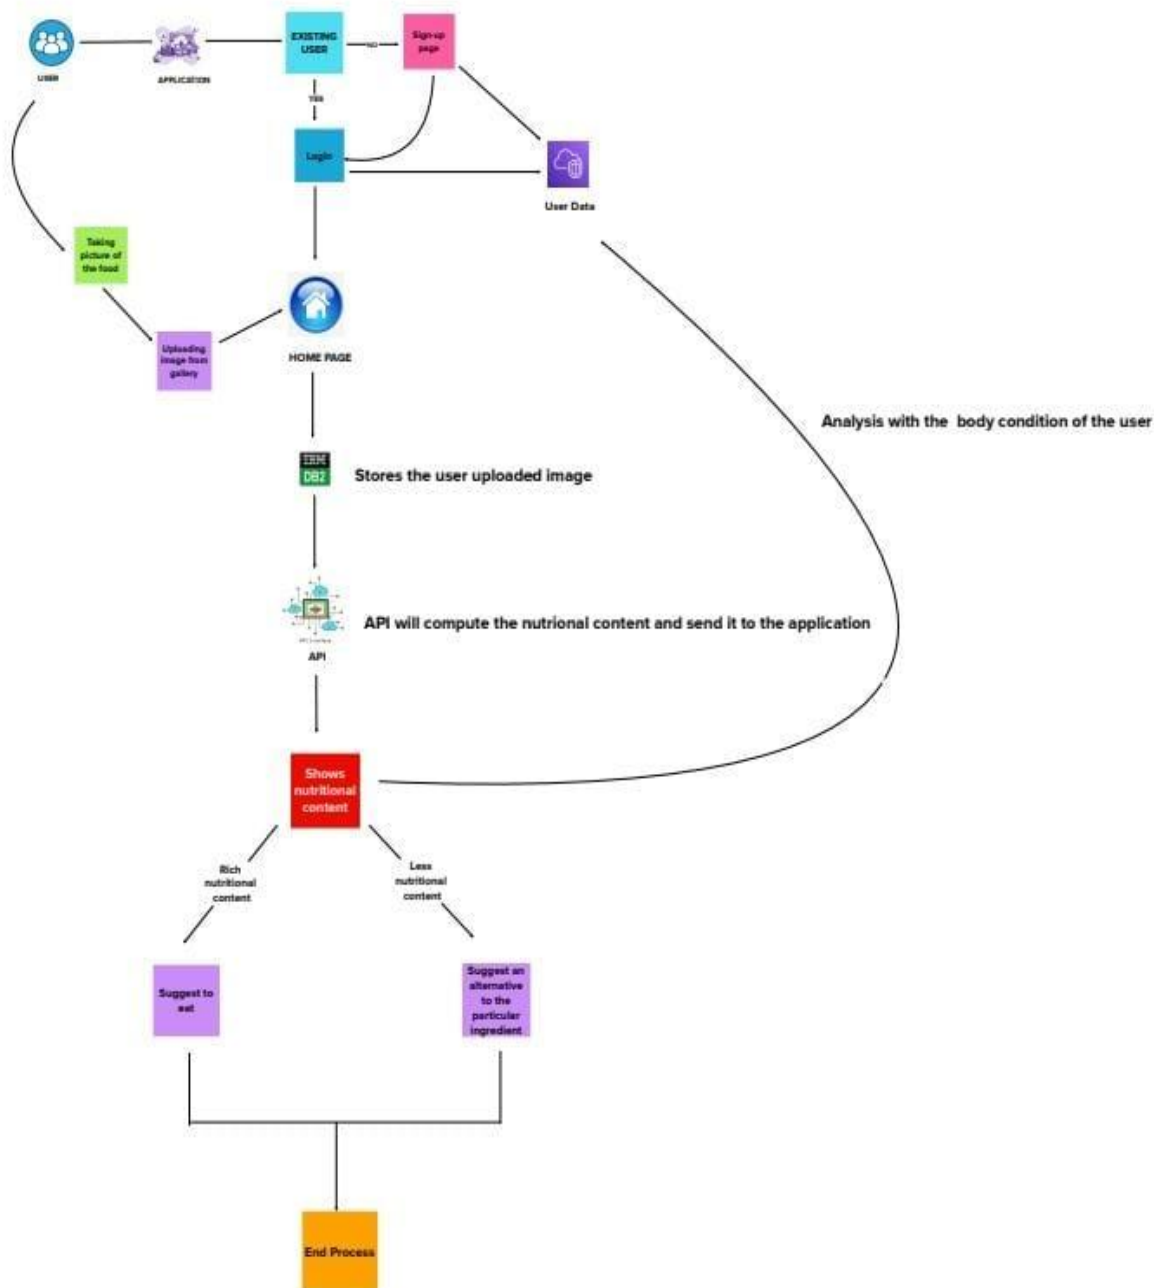 USER
APPLICATION
EXISTING
USER
NO
Sign-up
page
YES
Login
User Data
Taking
picture of
the food
Uploading
image from
gallery
HOME PAGE
Analysis with the body condition of the user
IBM
DB2
Stores the user uploaded image
API will compute the nutrional content and send it to the application
API
Shows
nutritional
content
Rich
nutritional
content
Less
nutritional
content
Suggest to
eat
Suggest an
alternative
to the
particular
ingredient
End Process